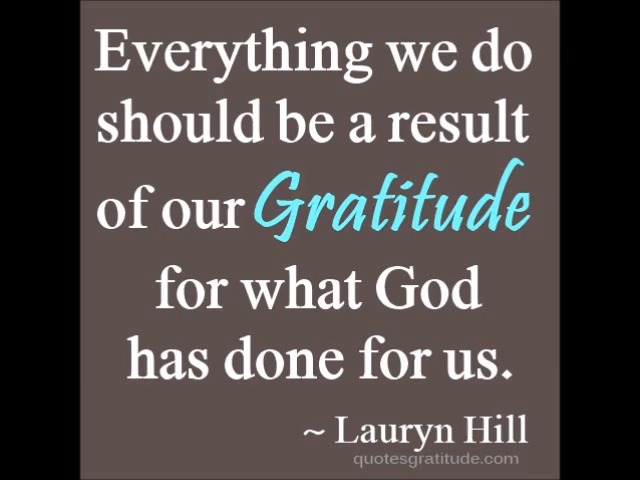 Everything we do
should be a result
of our Gratitude
for what God
has done for us.
~ Lauryn Hill
quotesgratitude.com